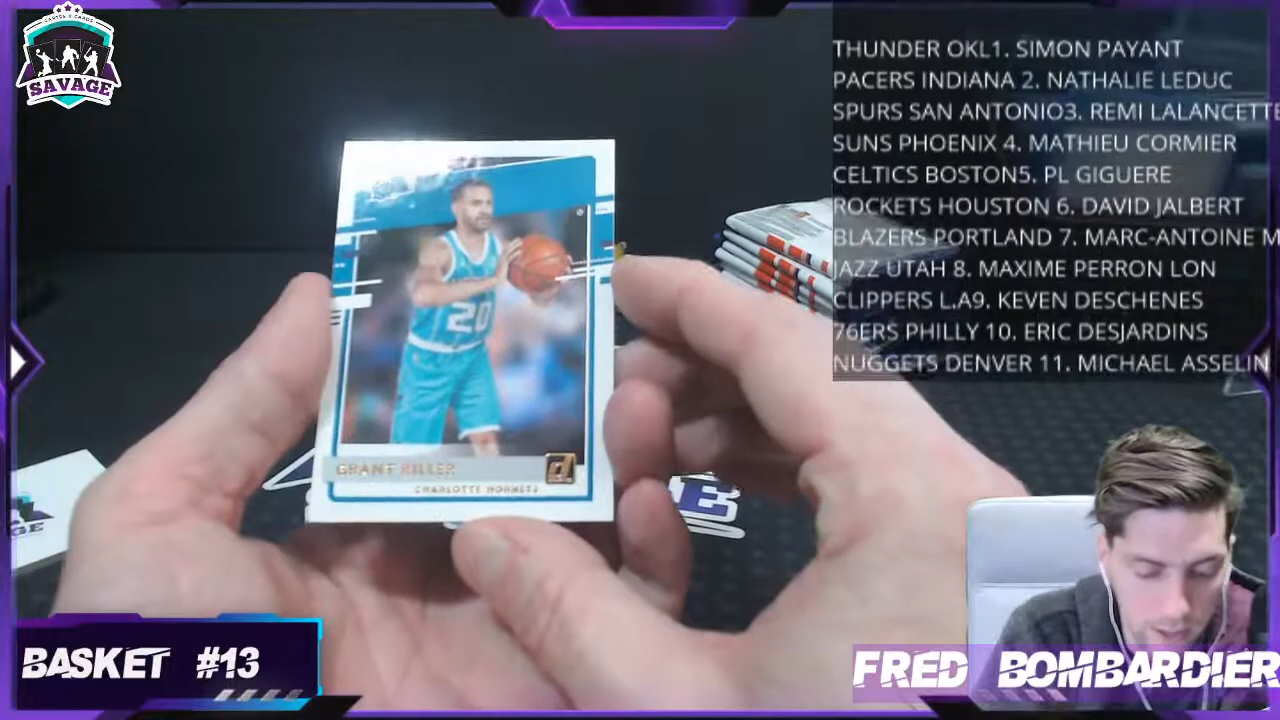 CARTES X CARDS
SAVAGE
THUNDER OKL1. SIMON PAYANT
PACERS INDIANA 2. NATHALIE LEDUC
SPURS SAN ANTONIO3. REMI LALANCETTE
SUNS PHOENIX 4. MATHIEU CORMIER
CELTICS BOSTON5. PL GIGUERE
ROCKETS HOUSTON 6. DAVID JALBERT
BLAZERS PORTLAND 7. MARC-ANTOINE M
JAZZ UTAH 8. MAXIME PERRON LON
CLIPPERS L.A9. KEVEN DESCHENES
76ERS PHILLY 10. ERIC DESJARDINS
NUGGETS DENVER 11. MICHAEL ASSELIN
20
GRANT RILLER
CHARLOTTE HORNETS
d
GE
E
BASKET #13
FRED BOMBARDIER